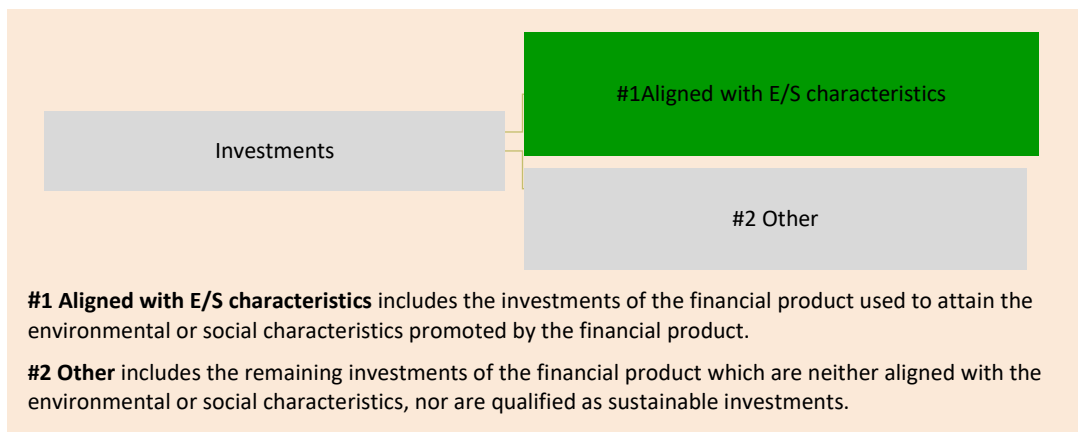 #1Aligned with E/S characteristics
Investments
#2 Other
#1 Aligned with E/S characteristics includes the investments of the financial product used to attain the
environmental or social characteristics promoted by the financial product.
#2 Other includes the remaining investments of the financial product which are neither aligned with the
environmental or social characteristics, nor are qualified as sustainable investments.